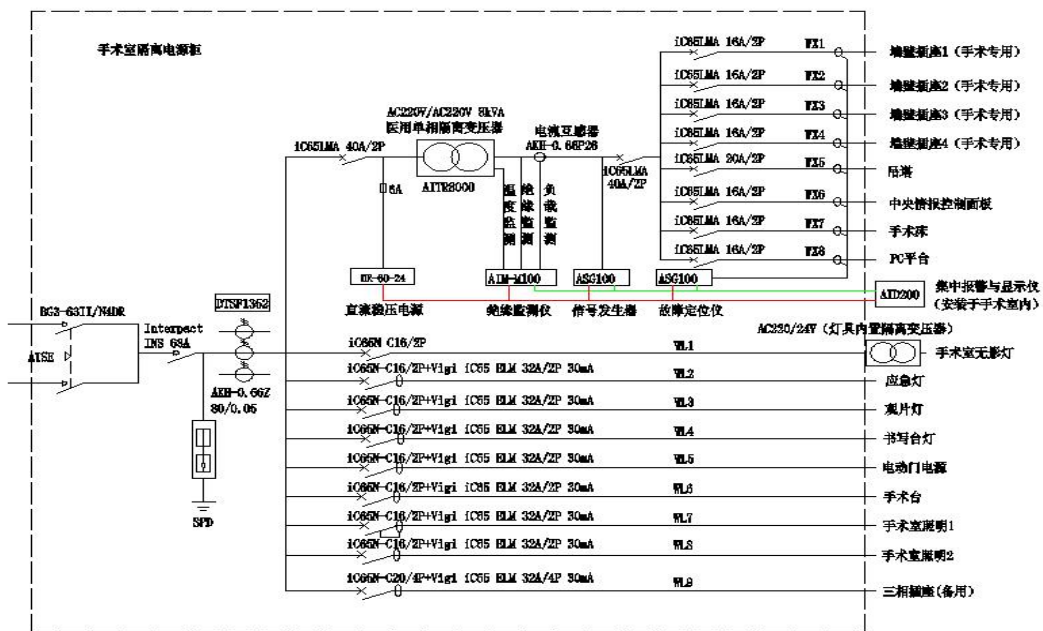 手术室隔离电源柜
iC65LMA 16A/2P WX1 墙壁插座1（手术专用）
iC65LMA 16A/2P WX2 墙壁插座2（手术专用）
iC65LMA 16A/2P WX3 墙壁插座3（手术专用）
iC65LMA 16A/2P WX4 墙壁插座4（手术专用）
iC65LMA 20A/2P WX5 吊塔
iC65LMA 16A/2P WX6 中央情报控制面板
iC65LMA 16A/2P WX7 手术床
iC65LMA 16A/2P WX8 PC平台
AC220V/AC220V 8kVA
医用单相隔离变压器
AITR8000
iC65LMA 40A/2P
6A
电流互感器
AKH-0.66P26
iC65LMA
40A/2P
温度监测
绝缘监测
负载监测
DR-60-24
AIM-M100
ASG100
ASG100
直流稳压电源
绝缘监测仪
信号发生器
故障定位仪
AID200
集中报警与显示仪
（安装于手术室内）
BG2-63II/N4DR
ATSE
Interpact
INS 63A
DTSF1352
AKH-0.66Z
80/0.05
SPD
AC230/24V（灯具内置隔离变压器）
iC65N C16/2P WL1 手术室无影灯
iC65N-C16/2P+Vigi iC65 ELM 32A/2P 30mA WL2 应急灯
iC65N-C16/2P+Vigi iC65 ELM 32A/2P 30mA WL3 观片灯
iC65N-C16/2P+Vigi iC65 ELM 32A/2P 30mA WL4 书写台灯
iC65N-C16/2P+Vigi iC65 ELM 32A/2P 30mA WL5 电动门电源
iC65N-C16/2P+Vigi iC65 ELM 32A/2P 30mA WL6 手术台
iC65N-C16/2P+Vigi iC65 ELM 32A/2P 30mA WL7 手术室照明1
iC65N-C16/2P+Vigi iC65 ELM 32A/2P 30mA WL8 手术室照明2
iC65N-C20/4P+Vigi iC65 ELM 32A/4P 30mA WL9 三相插座(备用)